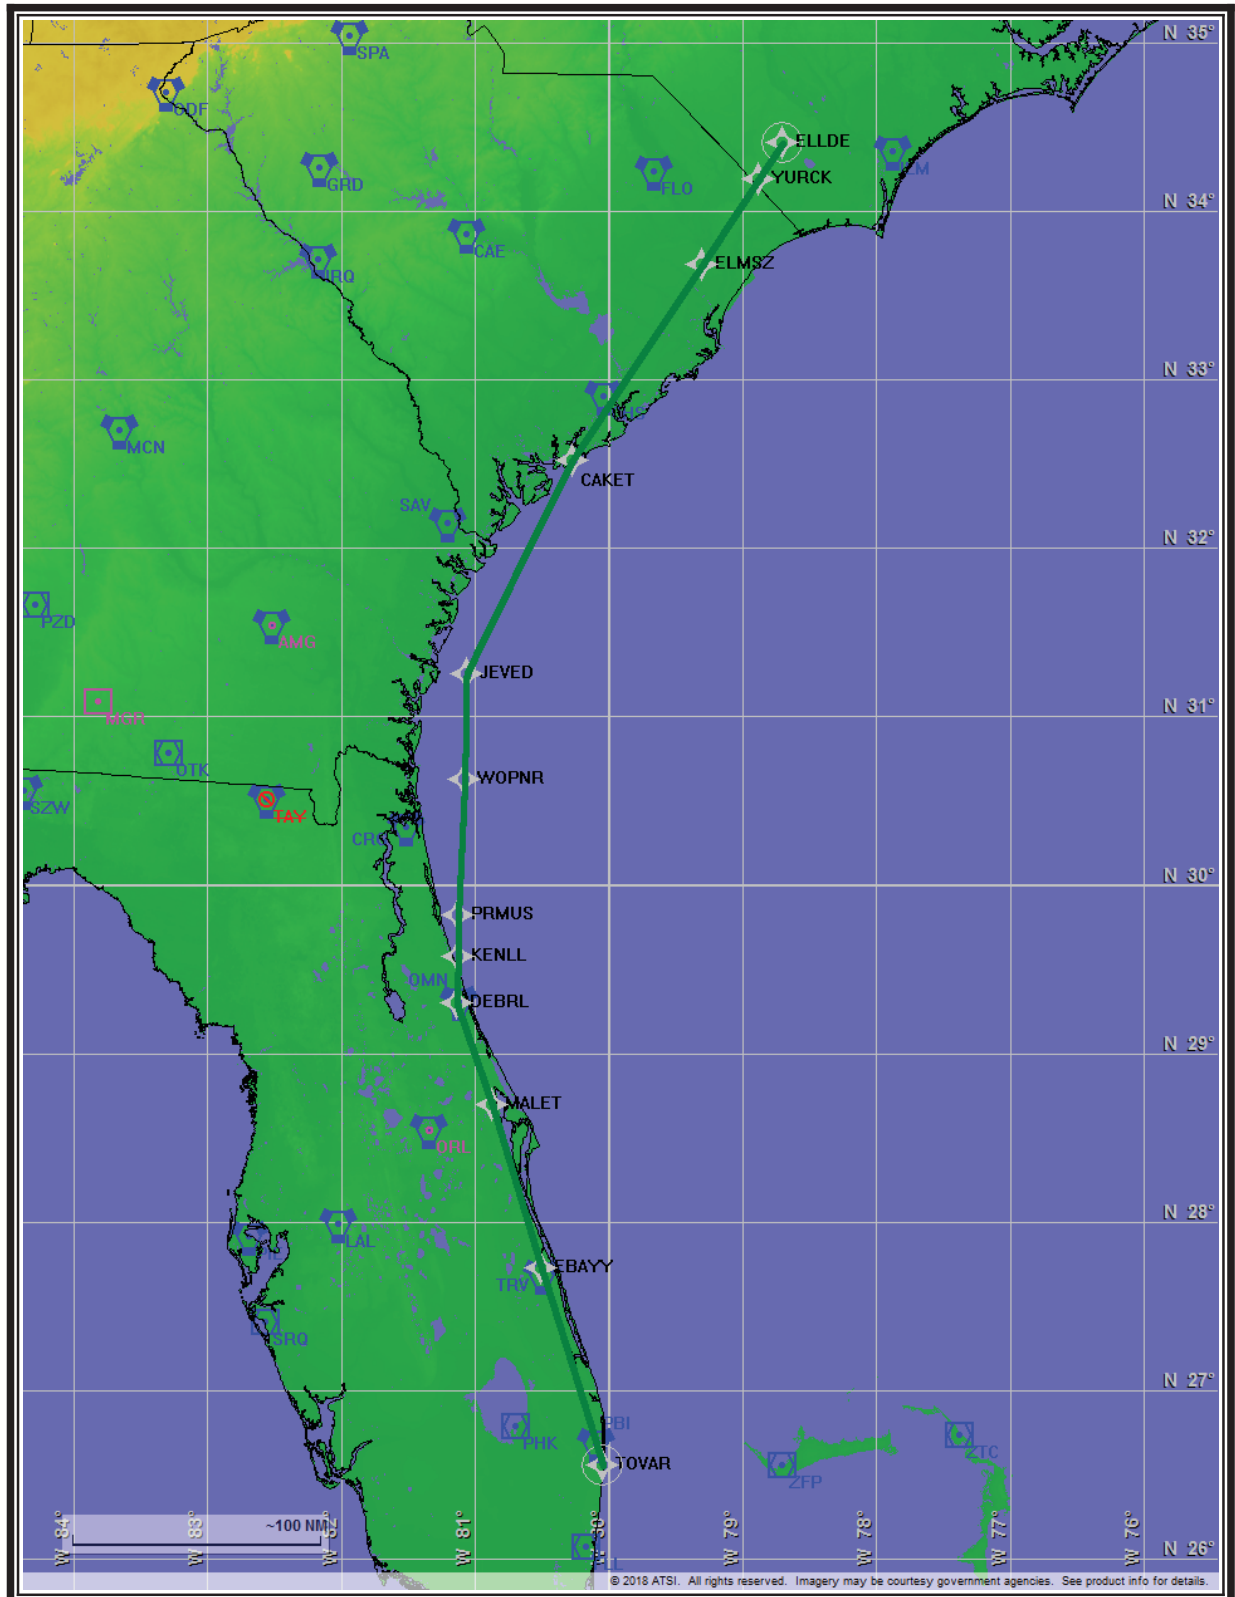 N 35°
SPA
ODF
ELLDE
GRD
FLO
YURCK
N 34°
CAE
IRQ
ELMSZ
N 33°
MCN
CAKET
SAV
N 32°
PZD
AMG
JEVED
MGR
N 31°
OTK
WOPNR
SZW
TAY
CRG
N 30°
PRMUS
KENLL
OMN
DEBRL
N 29°
MALET
ORL
N 28°
LAL
EBAYY
TRV
SRQ
N 27°
PBI
PHK
ZTC
TOVAR
ZFP
~100 NM
W 84°
W 83°
W 82°
W 81°
W 80°
W 79°
W 78°
W 77°
W 76°
N 26°
© 2018 ATSI. All rights reserved. Imagery may be courtesy government agencies. See product info for details.